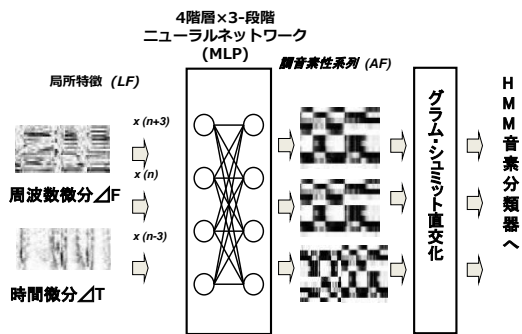 4階層×3-段階
ニューラルネットワーク
(MLP)
局所特徴 (LF)
調音素性系列 (AF)
x (n+3)
x (n)
x (n-3)
周波数微分⊿F
時間微分⊿T
グラム・シュミット直交化
HMM音素分類器へ